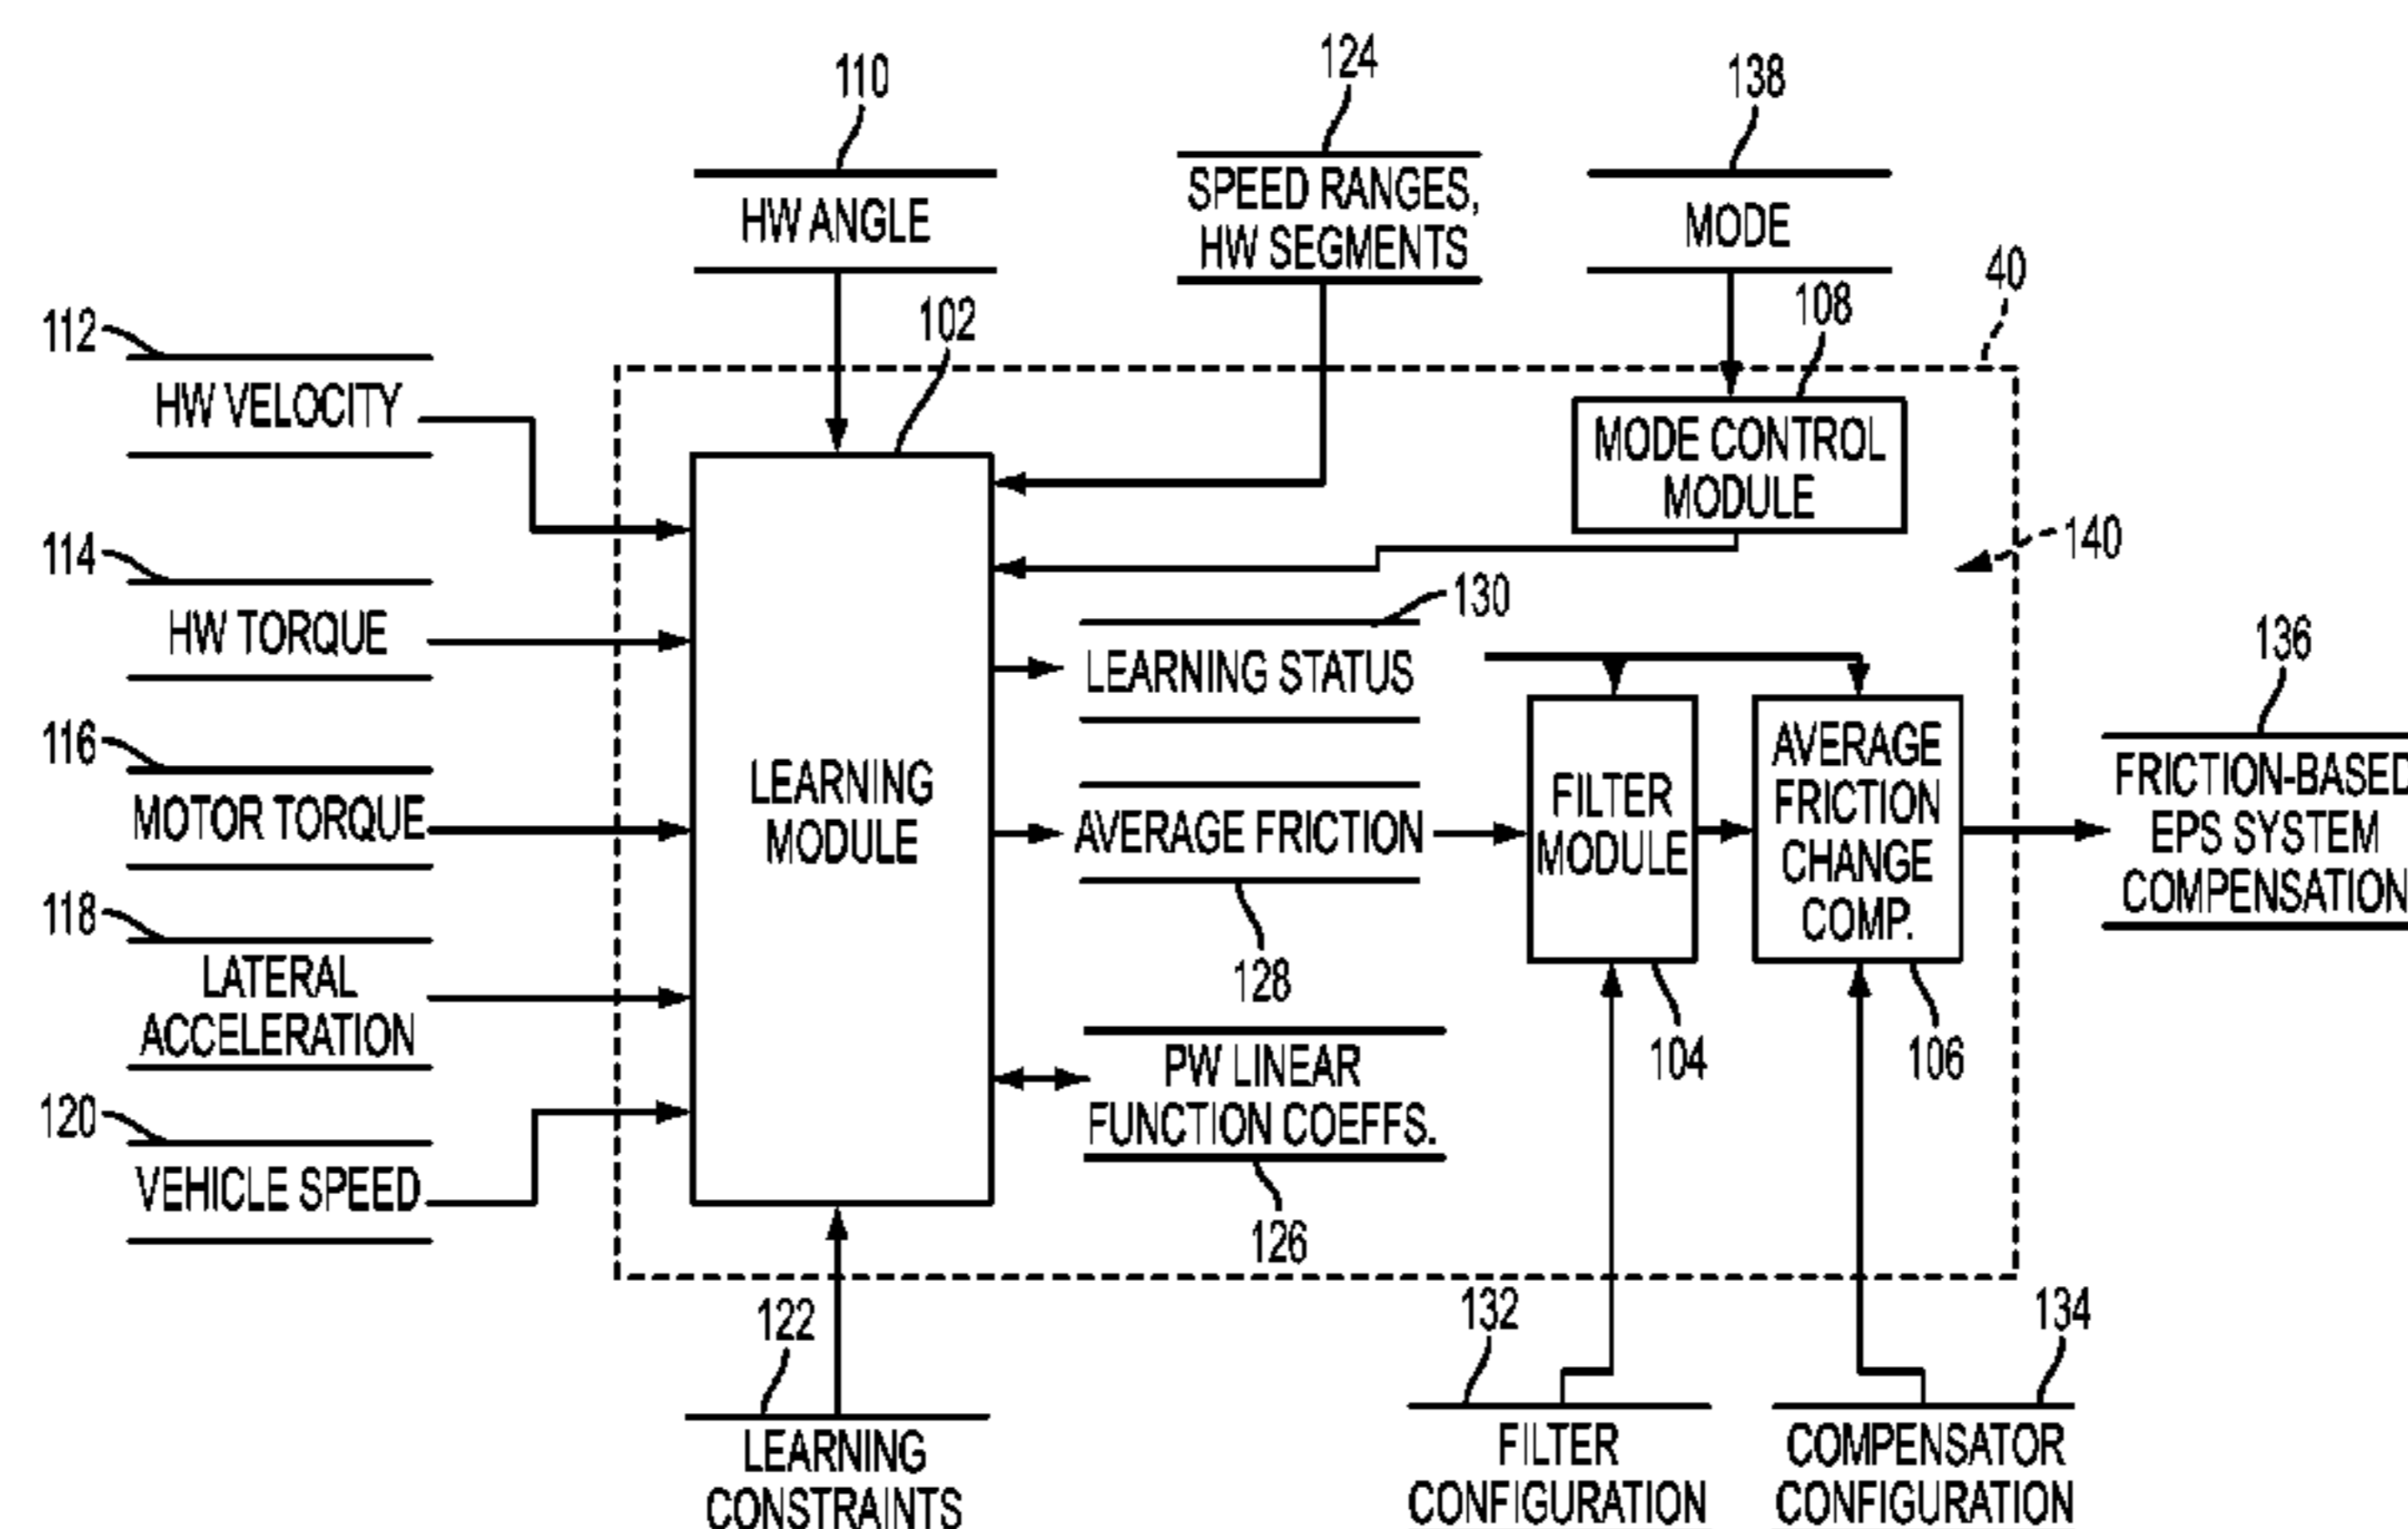 110
124
138
HW ANGLE
SPEED RANGES,
HW SEGMENTS
MODE
40
112
102
108
HW VELOCITY
MODE CONTROL
MODULE
114
140
HW TORQUE
130
LEARNING STATUS
136
116
MOTOR TORQUE
LEARNING
MODULE
AVERAGE FRICTION
128
FILTER
MODULE
AVERAGE
FRICTION
CHANGE
COMP.
FRICTION-BASED
EPS SYSTEM
COMPENSATION
118
LATERAL
ACCELERATION
104
106
PW LINEAR
FUNCTION COEFFS.
126
120
VEHICLE SPEED
122
132
134
LEARNING
CONSTRAINTS
FILTER
CONFIGURATION
COMPENSATOR
CONFIGURATION